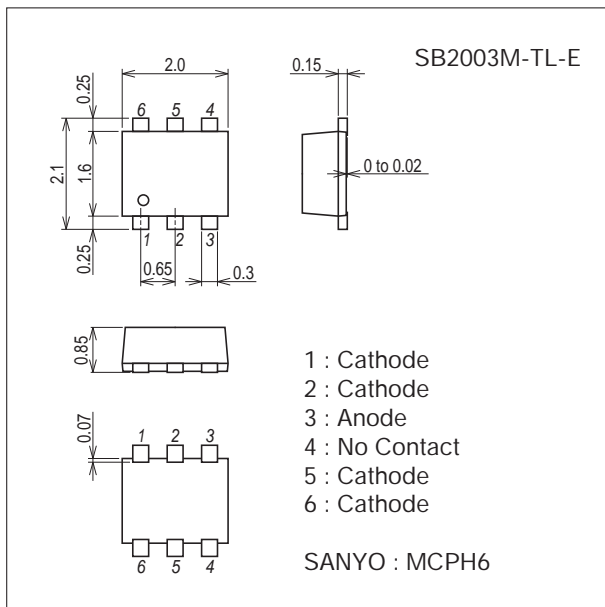 SB2003M-TL-E
2.0
0.15
0.25
6 5 4
2.1
1.6
0 to 0.02
0.25
1 2 3
0.65
0.3
0.85
0.07
1 2 3
6 5 4
1 : Cathode
2 : Cathode
3 : Anode
4 : No Contact
5 : Cathode
6 : Cathode
SANYO : MCPH6